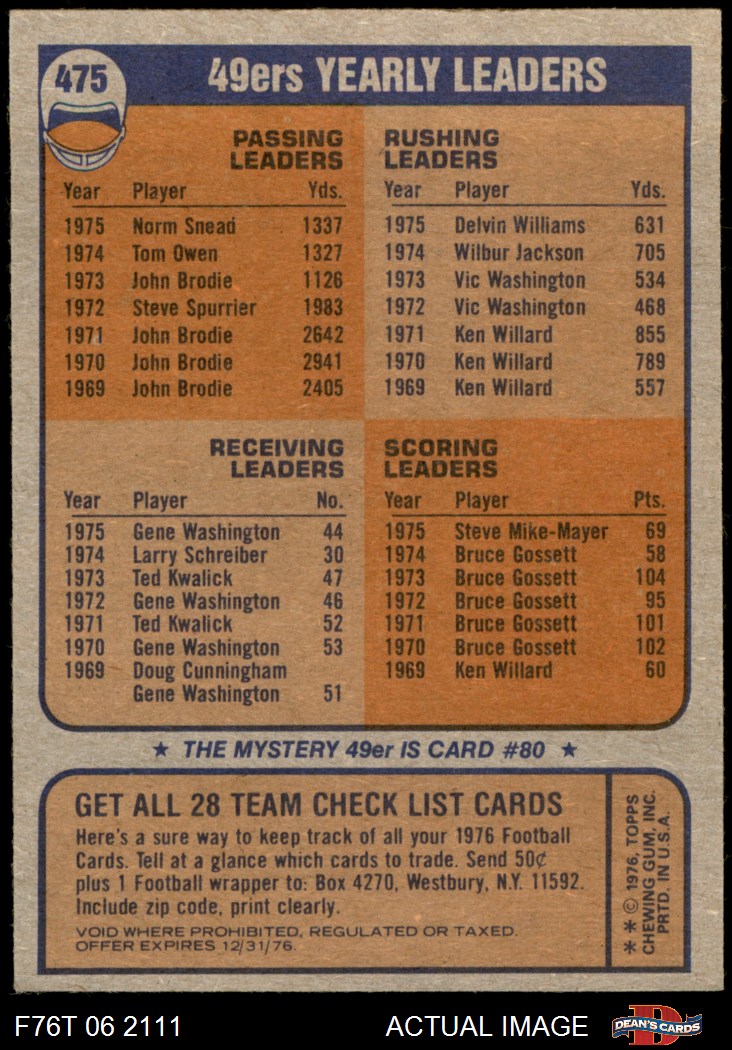 475
49ers YEARLY LEADERS
PASSING
LEADERS
Year Player Yds.
1975 Norm Snead 1337
1974 Tom Owen 1327
1973 John Brodie 1126
1972 Steve Spurrier 1983
1971 John Brodie 2642
1970 John Brodie 2941
1969 John Brodie 2405
RUSHING
LEADERS
Year Player Yds.
1975 Delvin Williams 631
1974 Wilbur Jackson 705
1973 Vic Washington 534
1972 Vic Washington 468
1971 Ken Willard 855
1970 Ken Willard 789
1969 Ken Willard 557
RECEIVING
LEADERS
Year Player No.
1975 Gene Washington 44
1974 Larry Schreiber 30
1973 Ted Kwalick 47
1972 Gene Washington 46
1971 Ted Kwalick 52
1970 Gene Washington 53
1969 Doug Cunningham
Gene Washington 51
SCORING
LEADERS
Year Player Pts.
1975 Steve Mike-Mayer 69
1974 Bruce Gossett 58
1973 Bruce Gossett 104
1972 Bruce Gossett 95
1971 Bruce Gossett 101
1970 Bruce Gossett 102
1969 Ken Willard 60
★ THE MYSTERY 49er IS CARD #80 ★
GET ALL 28 TEAM CHECK LIST CARDS
Here's a sure way to keep track of all your 1976 Football
Cards. Tell at a glance which cards to trade. Send 50¢
plus 1 Football wrapper to: Box 4270, Westbury, N.Y. 11592.
Include zip code, print clearly.
VOID WHERE PROHIBITED, REGULATED OR TAXED.
OFFER EXPIRES 12/31/76.
** © 1976, TOPPS
CHEWING GUM, INC.
PRTD. IN U.S.A.
F76T 06 2111 ACTUAL IMAGE
D
DEAN'S CARDS